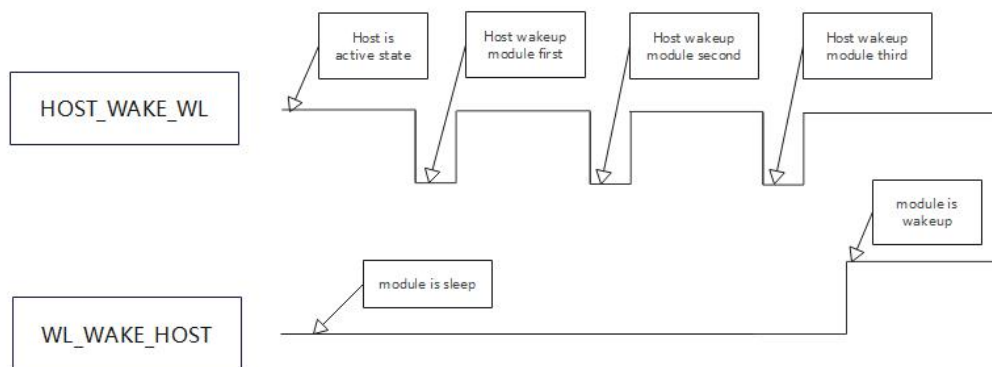 Host is
active state
Host wakeup
module first
Host wakeup
module second
Host wakeup
module third
HOST_WAKE_WL
module is
wakeup
module is sleep
WL_WAKE_HOST